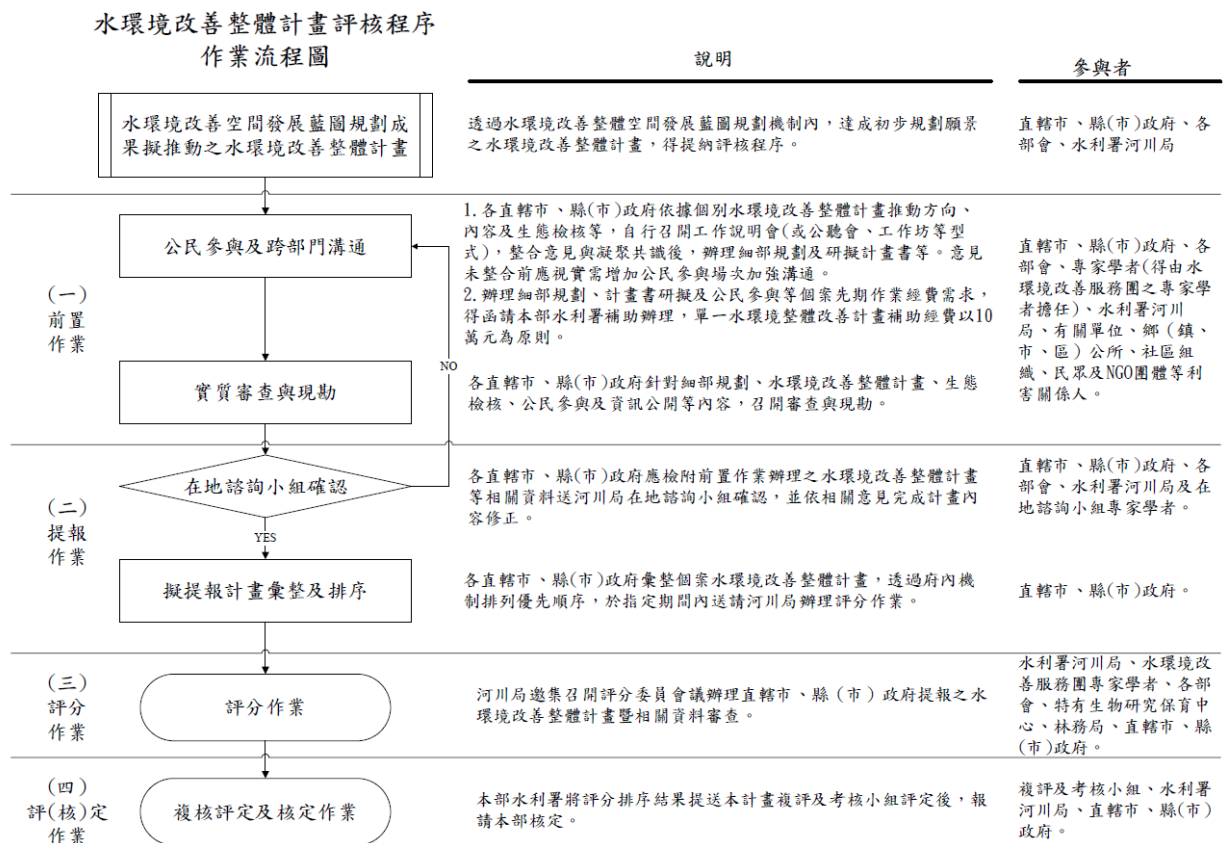 水環境改善整體計畫評核程序
作業流程圖
說明
參與者
水環境改善空間發展藍圖規劃成
果擬推動之水環境改善整體計畫
透過水環境改善整體空間發展藍圖規劃機制內，達成初步規劃願景
之水環境改善整體計畫，得提納評核程序。
直轄市、縣(市)政府、各
部會、水利署河川局
(一)
前置
作業
公民參與及跨部門溝通
1.各直轄市、縣(市)政府依據個別水環境改善整體計畫推動方向、
內容及生態檢核等，自行召開工作說明會(或公聽會、工作坊等型
式)，整合意見與凝聚共識後，辦理細部規劃及研擬計畫書等。意見
未整合前應視實需增加公民參與場次加強溝通。
2.辦理細部規劃、計畫書研擬及公民參與等個案先期作業經費需求，
得函請本部水利署補助辦理，單一水環境整體改善計畫補助經費以10
萬元為原則。
直轄市、縣(市)政府、各
部會、專家學者(得由水
環境改善服務團之專家學
者擔任)、水利署河川
局、有關單位、鄉（鎮、
市、區）公所、社區組
織、民眾及NGO團體等利
害關係人。
NO
實質審查與現勘
各直轄市、縣(市)政府針對細部規劃、水環境改善整體計畫、生態
檢核、公民參與及資訊公開等內容，召開審查與現勘。
(二)
提報
作業
在地諮詢小組確認
各直轄市、縣(市)政府應檢附前置作業辦理之水環境改善整體計畫
等相關資料送河川局在地諮詢小組確認，並依相關意見完成計畫內
容修正。
直轄市、縣(市)政府、各
部會、水利署河川局及在
地諮詢小組專家學者。
YES
擬提報計畫彙整及排序
各直轄市、縣(市)政府彙整個案水環境改善整體計畫，透過府內機
制排列優先順序，於指定期間內送請河川局辦理評分作業。
直轄市、縣(市)政府。
(三)
評分
作業
評分作業
河川局邀集召開評分委員會議辦理直轄市、縣（市）政府提報之水
環境改善整體計畫暨相關資料審查。
水利署河川局、水環境改
善服務團專家學者、各部
會、特有生物研究保育中
心、林務局、直轄市、縣
(市)政府。
(四)
評(核)定
作業
複核評定及核定作業
本部水利署將評分排序結果提送本計畫複評及考核小組評定後，報
請本部核定。
複評及考核小組、水利署
河川局、直轄市、縣(市)
政府。